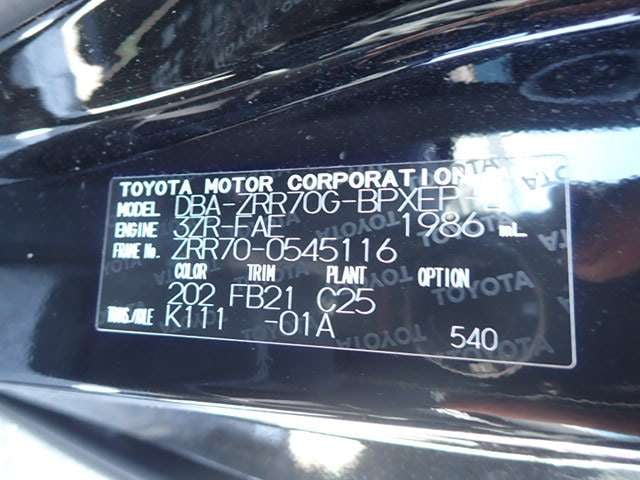 TOYOTA MOTOR CORPORATION
MODEL DBA-ZRR70G-BPXEP
ENGINE 3ZR-FAE 1986 mL
FRAME No. ZRR70-0545116
COLOR TRIM PLANT OPTION
202 FB21 C25
TRANS./AXLE K111 -01A
540